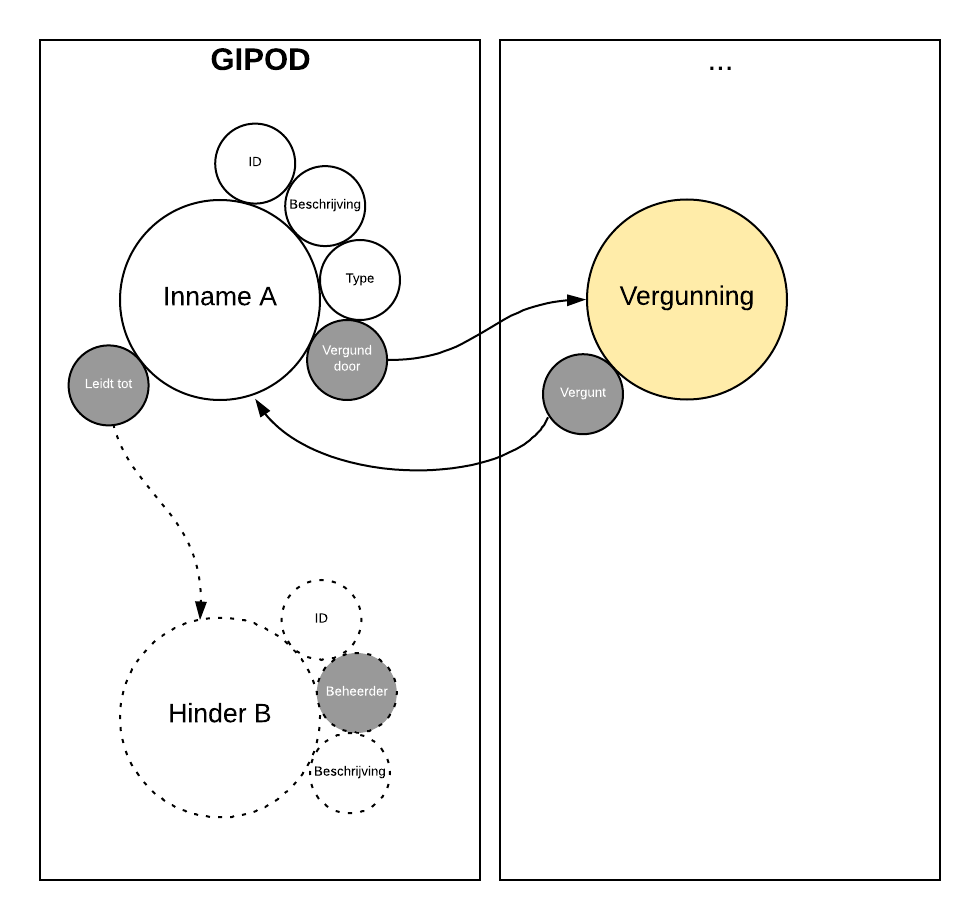 GIPOD
...
ID
Beschrijving
Type
Inname A
Vergund
door
Leidt tot
Vergunning
Vergunt
ID
Beheerder
Hinder B
Beschrijving